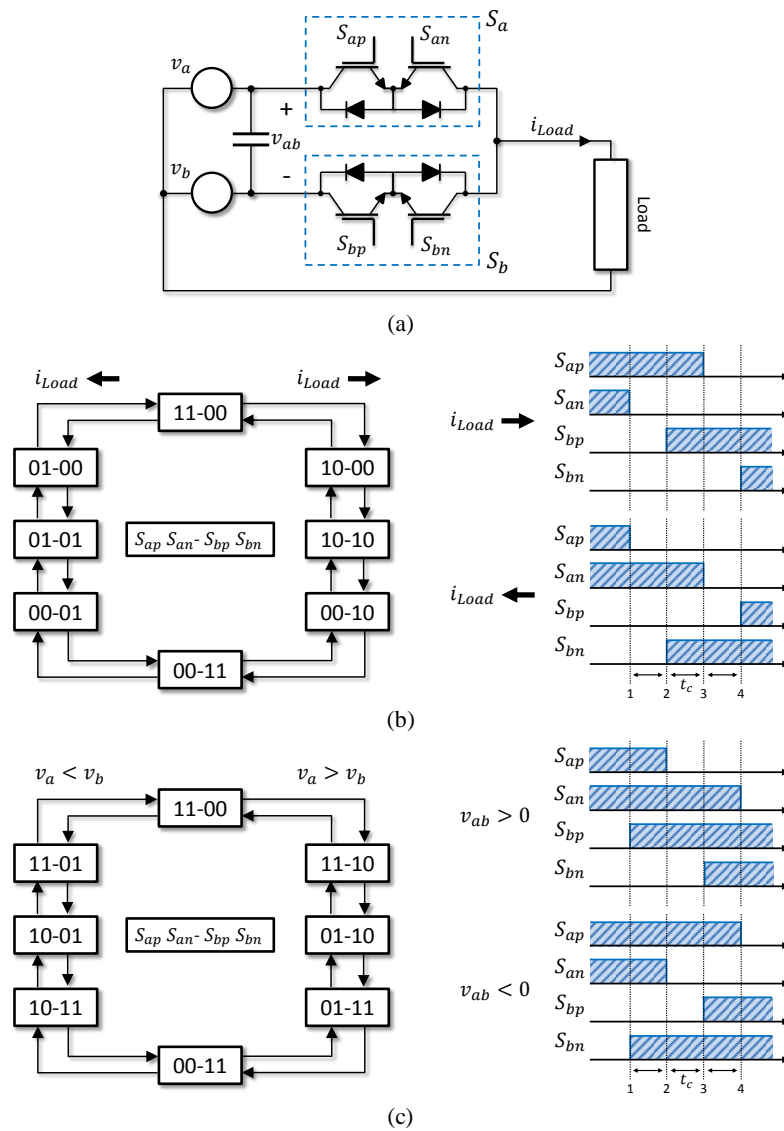 S_a
S_ap S_an
v_a
+
v_ab
i_Load
v_b
-
Load
S_bp S_bn
S_b
(a)
i_Load i_Load
11-00
01-00 10-00
01-01 S_ap S_an- S_bp S_bn 10-10
00-01 00-10
00-11
S_ap
S_an
i_Load
S_bp
S_bn
S_ap
S_an
i_Load
S_bp
S_bn
t_c
1 2 3 4
(b)
v_a < v_b v_a > v_b
11-00
11-01 11-10
10-01 S_ap S_an- S_bp S_bn 01-10
10-11 01-11
00-11
S_ap
S_an
v_ab > 0
S_bp
S_bn
S_ap
S_an
v_ab < 0
S_bp
S_bn
t_c
1 2 3 4
(c)